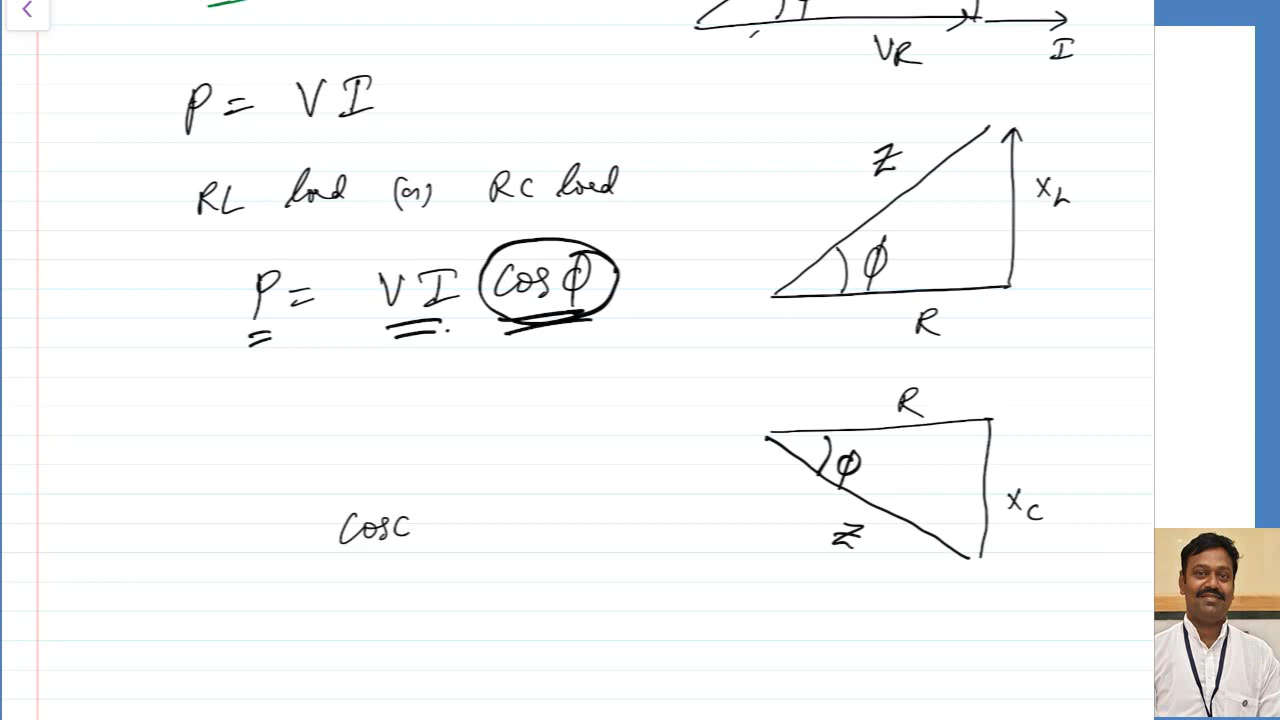 VR
I
P = VI
Z
XL
RL load (or) RC load
ϕ
P = VI cosϕ
R
R
ϕ
XC
cosc
Z